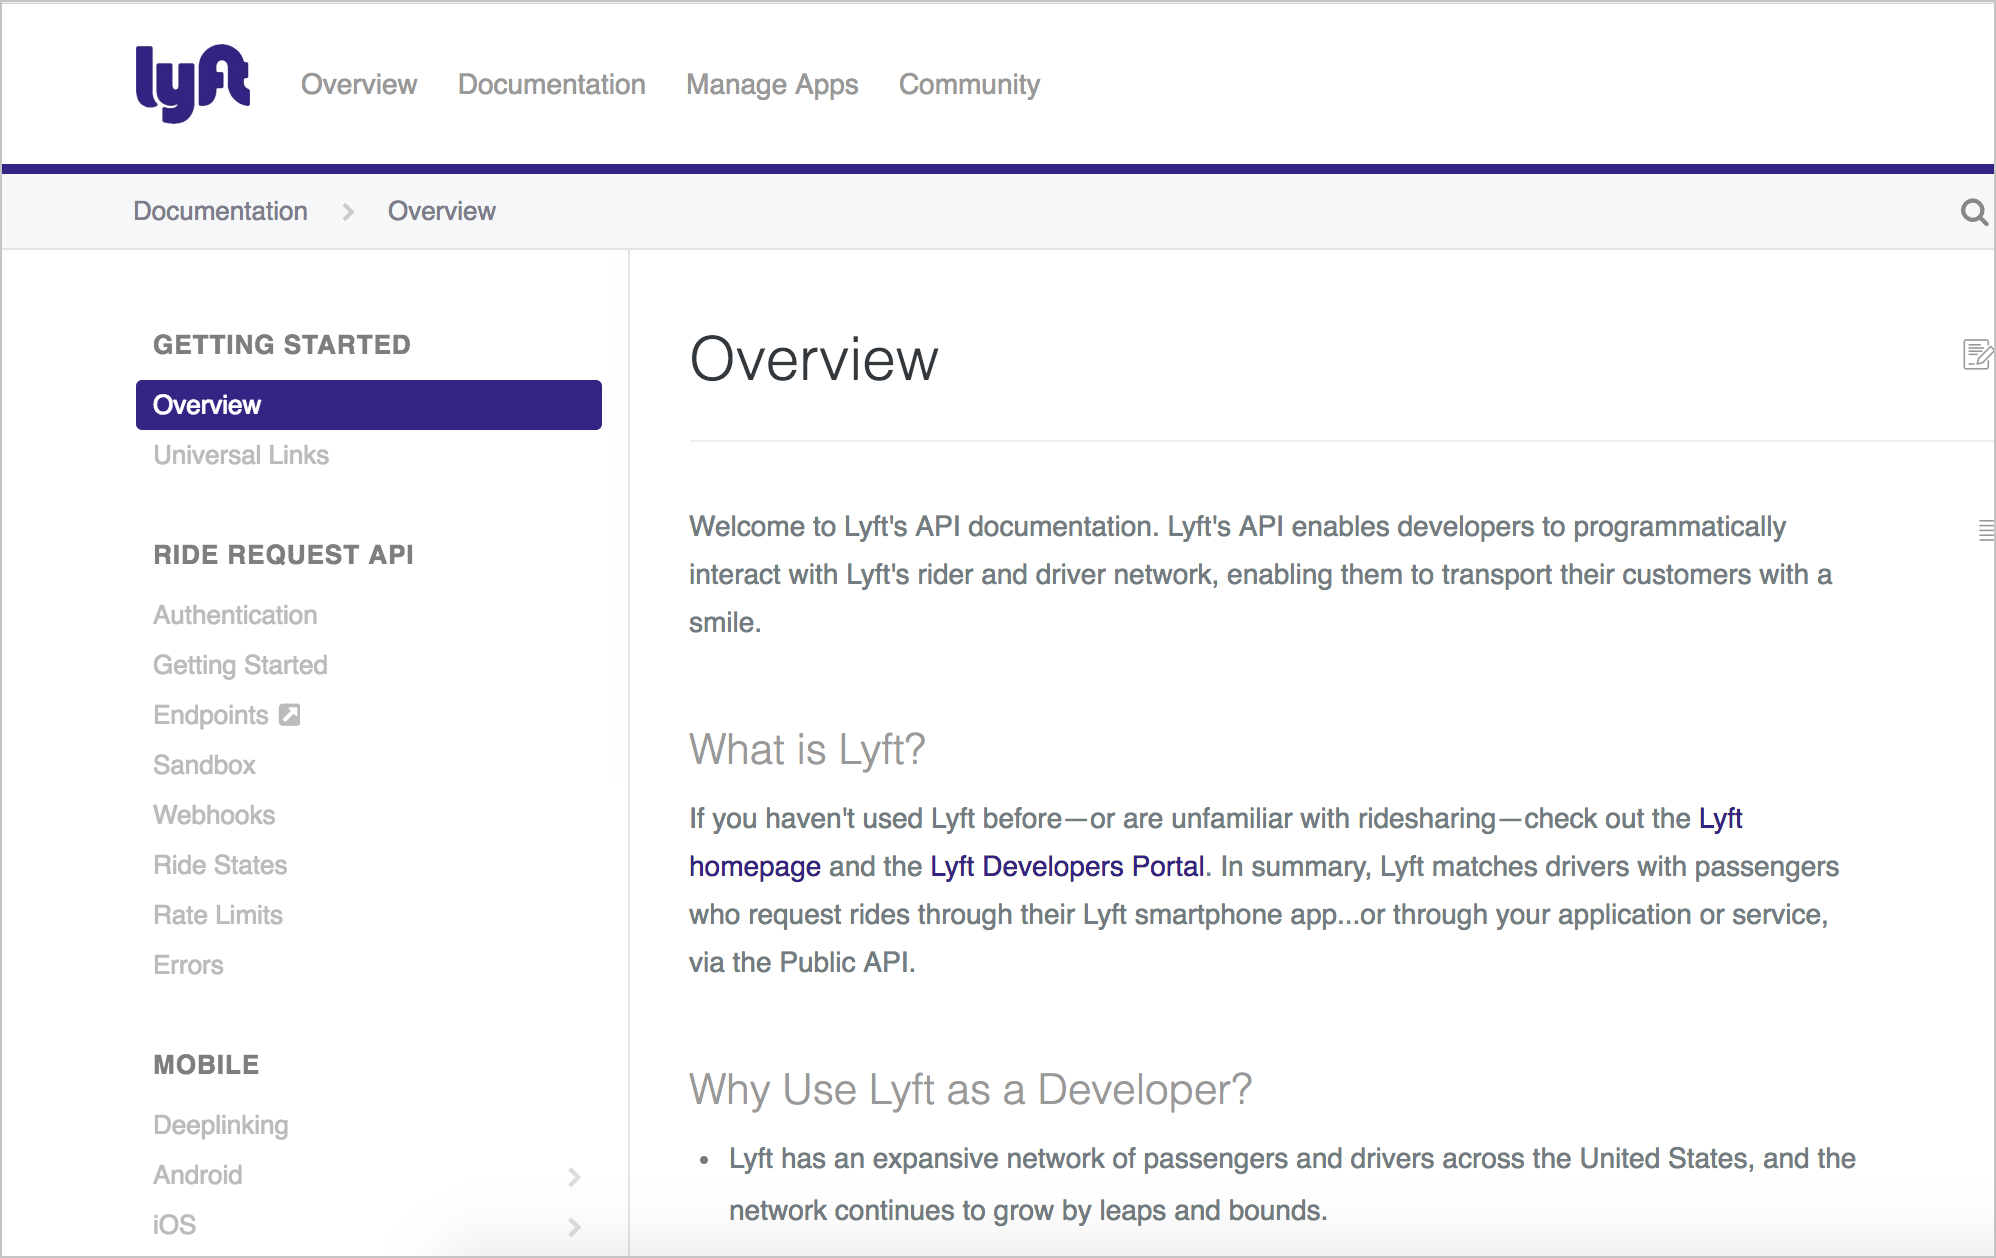 lyft
Overview Documentation Manage Apps Community
Documentation Overview
GETTING STARTED
Overview
Universal Links
RIDE REQUEST API
Authentication
Getting Started
Endpoints
Sandbox
Webhooks
Ride States
Rate Limits
Errors
MOBILE
Deeplinking
Android
iOS
Overview
Welcome to Lyft's API documentation. Lyft's API enables developers to programmatically
interact with Lyft's rider and driver network, enabling them to transport their customers with a
smile.
What is Lyft?
If you haven't used Lyft before—or are unfamiliar with ridesharing—check out the Lyft
homepage and the Lyft Developers Portal. In summary, Lyft matches drivers with passengers
who request rides through their Lyft smartphone app...or through your application or service,
via the Public API.
Why Use Lyft as a Developer?
• Lyft has an expansive network of passengers and drivers across the United States, and the
network continues to grow by leaps and bounds.